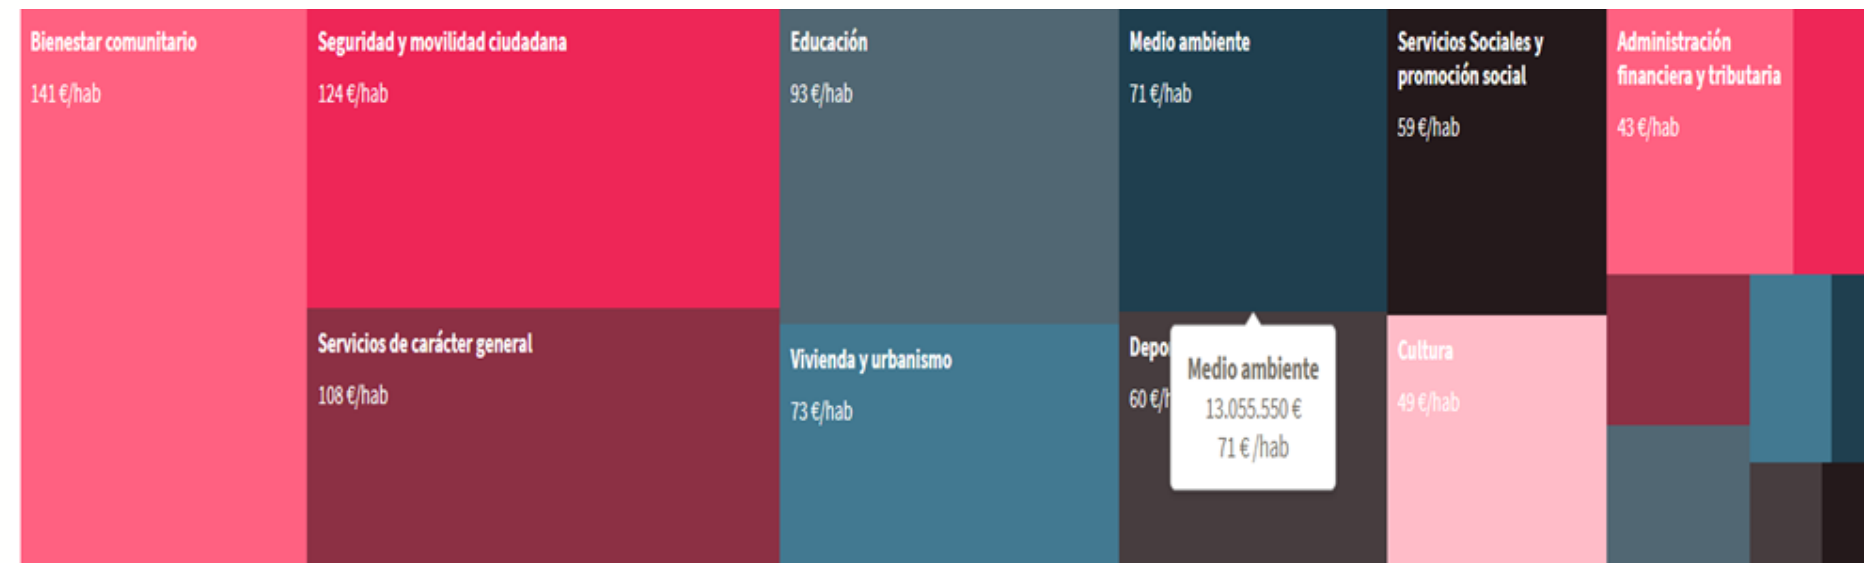 Bienestar comunitario
141 €/hab
Seguridad y movilidad ciudadana
124 €/hab
Servicios de carácter general
108 €/hab
Educación
93 €/hab
Vivienda y urbanismo
73 €/hab
Medio ambiente
71 €/hab
Depo
60 €/h
Medio ambiente
13.055.550 €
71 € /hab
Servicios Sociales y
promoción social
59 €/hab
Cultura
49 €/hab
Administración
financiera y tributaria
43 €/hab